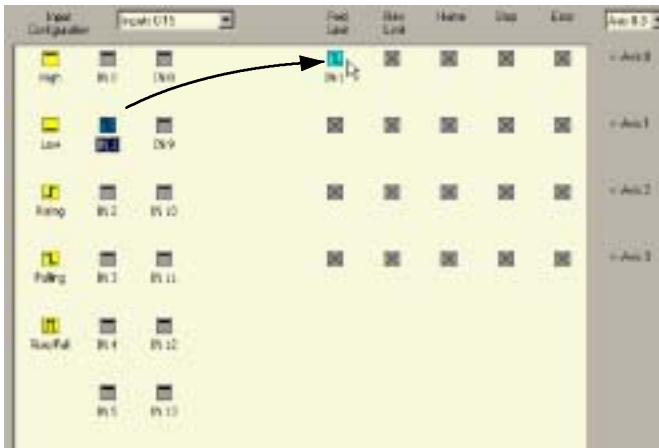 Input Configuration
Inputs 0:15
Fwd Limit
Rev Limit
Home
Stop
Error
Axis 0:3
High
IN 0
IN 8
IN 1
<- Axis 0
Low
IN 1
IN 9
<- Axis 1
Rising
IN 2
IN 10
<- Axis 2
Falling
IN 3
IN 11
<- Axis 3
Rise/Fall
IN 4
IN 12
IN 5
IN 13